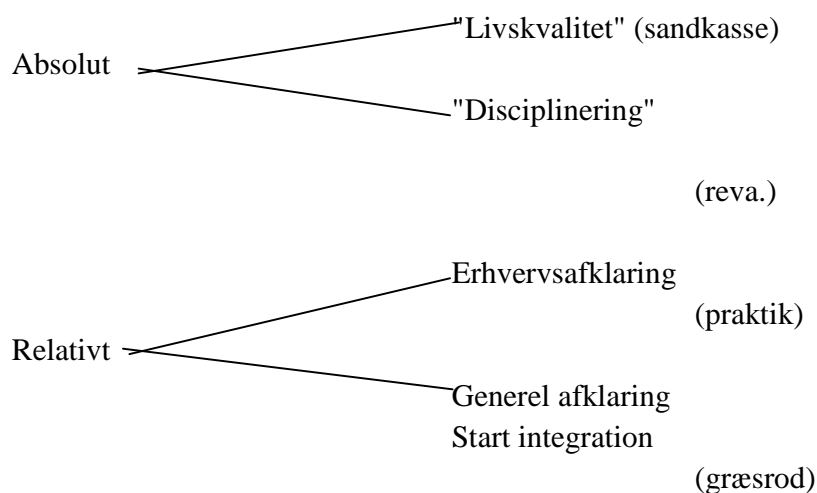 "Livskvalitet" (sandkasse)
Absolut
"Disciplinering"
(reva.)
Erhvervsafklaring
(praktik)
Relativt
Generel afklaring
Start integration
(græsrod)